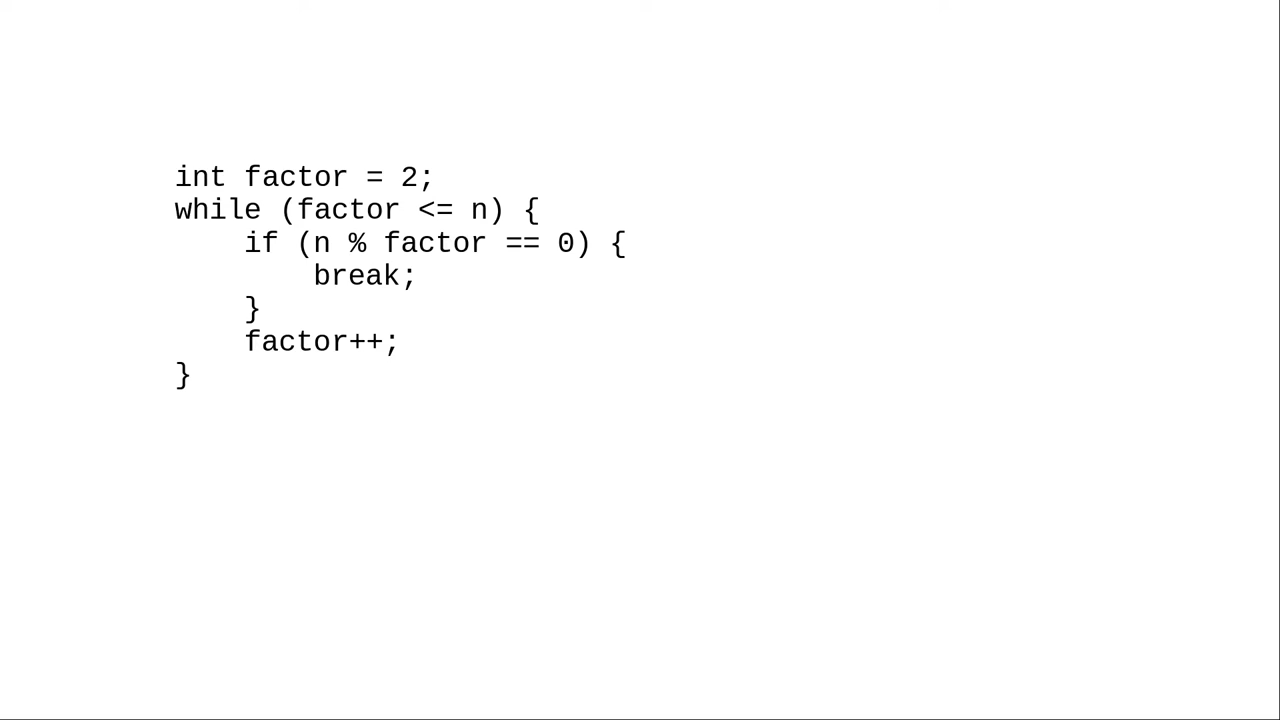 int factor = 2;
while (factor <= n) {
    if (n % factor == 0) {
        break;
    }
    factor++;
}